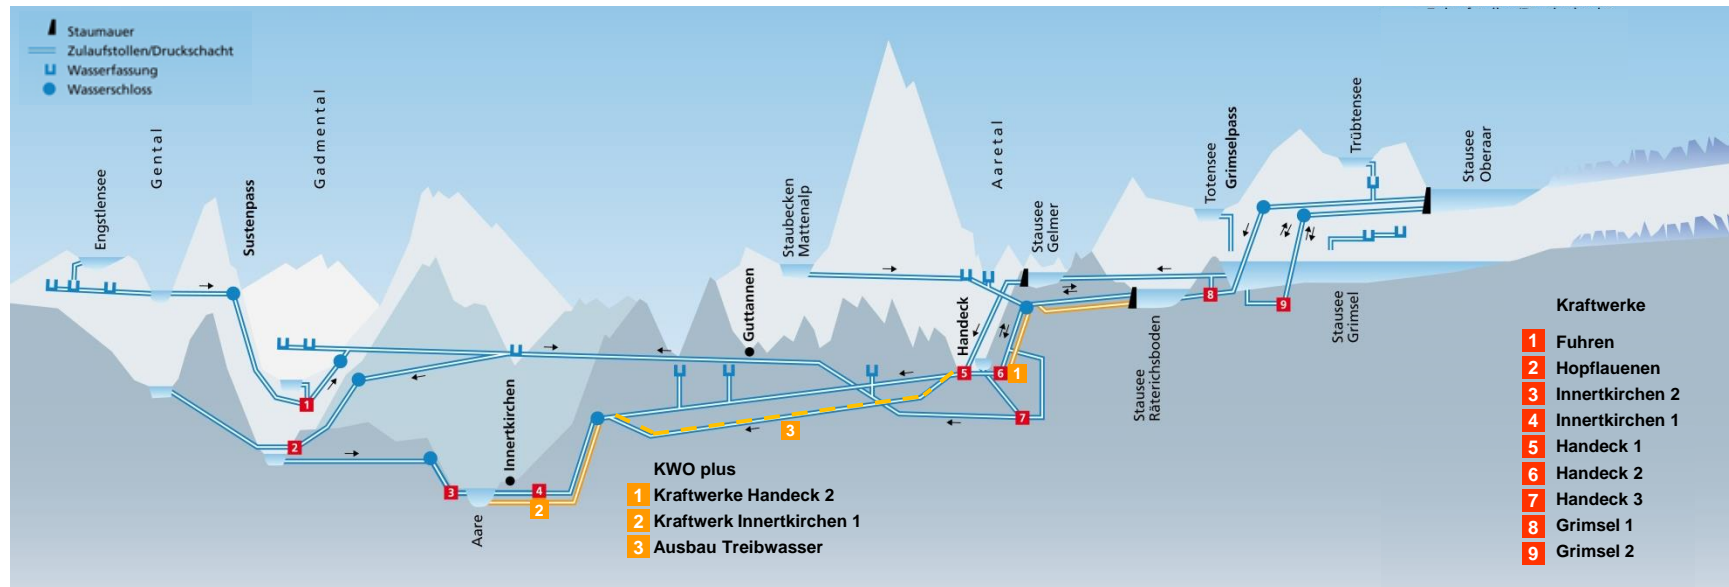 Staumauer
Zulaufstollen/Druckschacht
Wasserfassung
Wasserschloss
Engstlensee
Gental
Sustenpass
Gadmental
Innertkirchen
Aare
Guttannen
Staubecken
Mattenalp
Handeck
Aaretal
Stausee
Gelmer
Stausee
Räterichsboden
Totensee
Grimselpass
Stausee
Grimsel
Trübtensee
Stausee
Oberaar
1
2
3
4
5
6
7
8
9
1
2
3
KWO plus
1 Kraftwerke Handeck 2
2 Kraftwerk Innertkirchen 1
3 Ausbau Treibwasser
Kraftwerke
1 Fuhren
2 Hopflauenen
3 Innertkirchen 2
4 Innertkirchen 1
5 Handeck 1
6 Handeck 2
7 Handeck 3
8 Grimsel 1
9 Grimsel 2